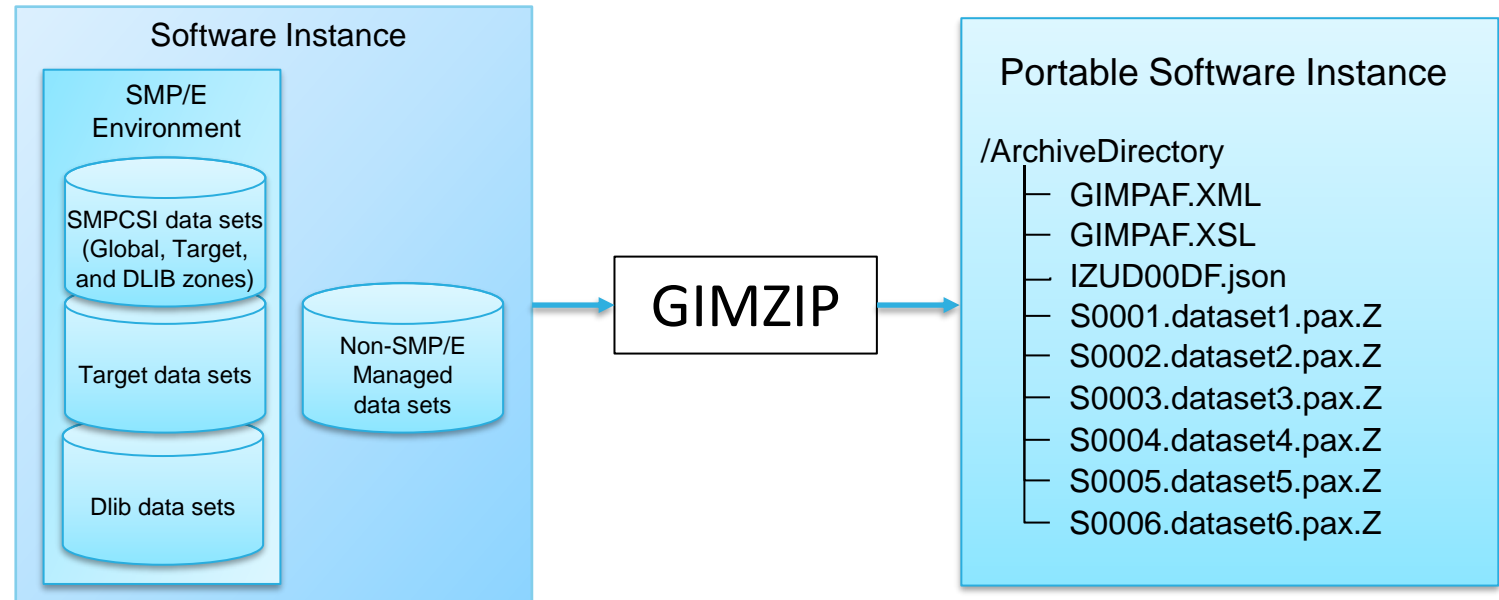 Software Instance
SMP/E
Environment
SMPCSI data sets
(Global, Target,
and DLIB zones)
Target data sets
Dlib data sets
Non-SMP/E
Managed
data sets
GIMZIP
Portable Software Instance
/ArchiveDirectory
GIMPAF.XML
GIMPAF.XSL
IZUD00DF.json
S0001.dataset1.pax.Z
S0002.dataset2.pax.Z
S0003.dataset3.pax.Z
S0004.dataset4.pax.Z
S0005.dataset5.pax.Z
S0006.dataset6.pax.Z